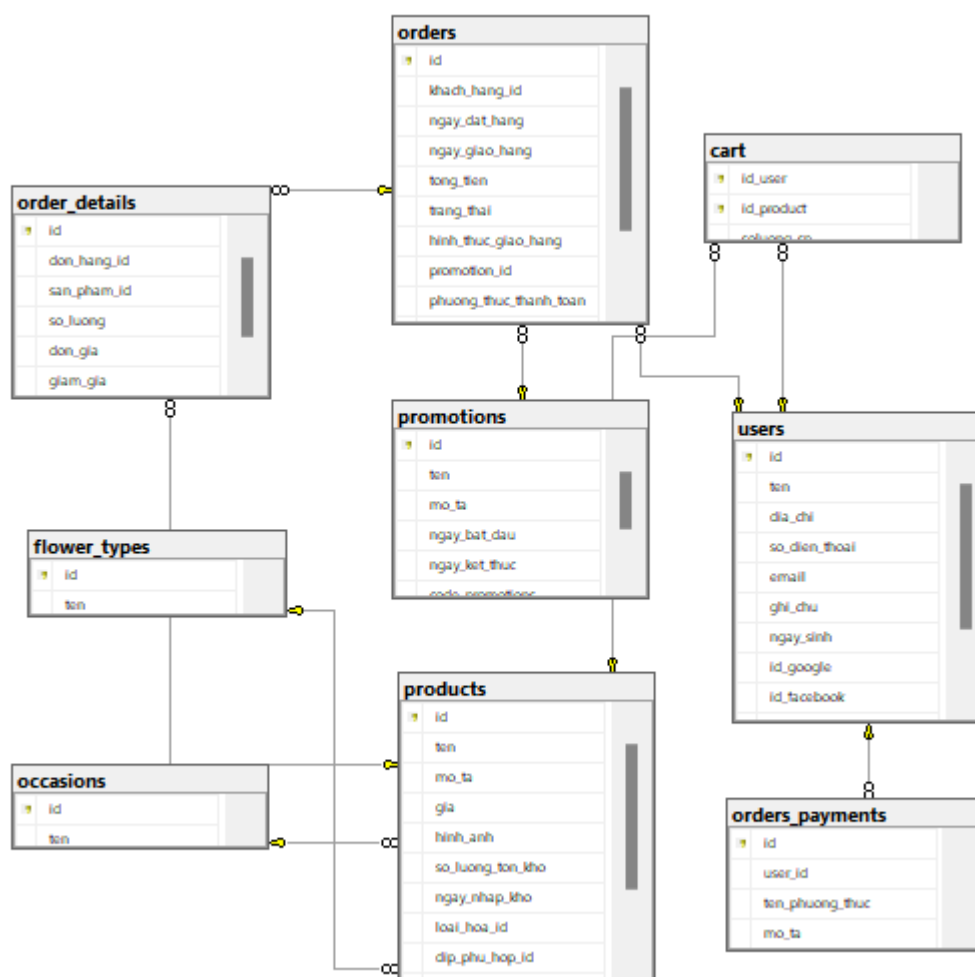 orders
id
khach_hang_id
ngay_dat_hang
ngay_giao_hang
tong_tien
trang_thai
hinh_thuc_giao_hang
promotion_id
phuong_thuc_thanh_toan
cart
id_user
id_product
order_details
id
don_hang_id
san_pham_id
so_luong
don_gia
giam_gia
promotions
id
ten
mo_ta
ngay_bat_dau
ngay_ket_thuc
code_promotions
users
id
ten
dia_chi
so_dien_thoai
email
ghi_chu
ngay_sinh
id_google
id_facebook
flower_types
id
ten
products
id
ten
mo_ta
gia
hinh_anh
so_luong_ton_kho
ngay_nhap_kho
loai_hoa_id
dip_phu_hop_id
occasions
id
ten
orders_payments
id
user_id
ten_phuong_thuc
mo_ta